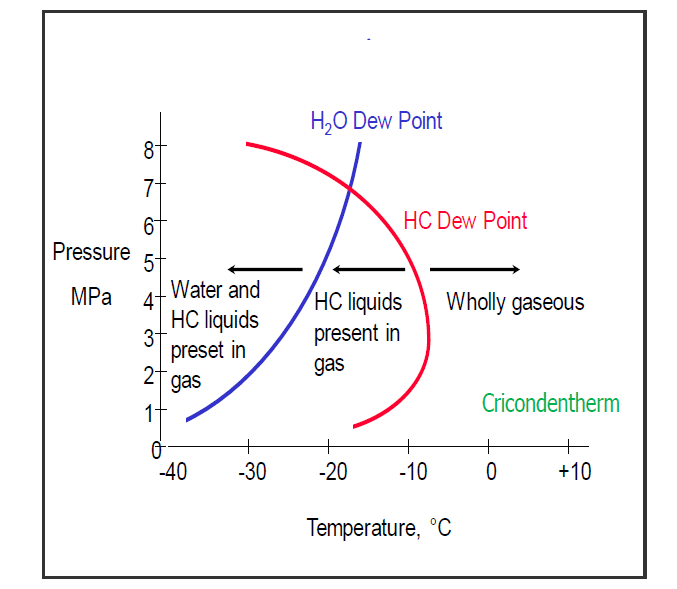 H₂O Dew Point
8
7
6
HC Dew Point
Pressure
MPa
5
4
3
2
1
0
Water and
HC liquids
preset in
gas
HC liquids
present in
gas
Wholly gaseous
Cricondentherm
-40
-30
-20
-10
0
+10
Temperature, °C